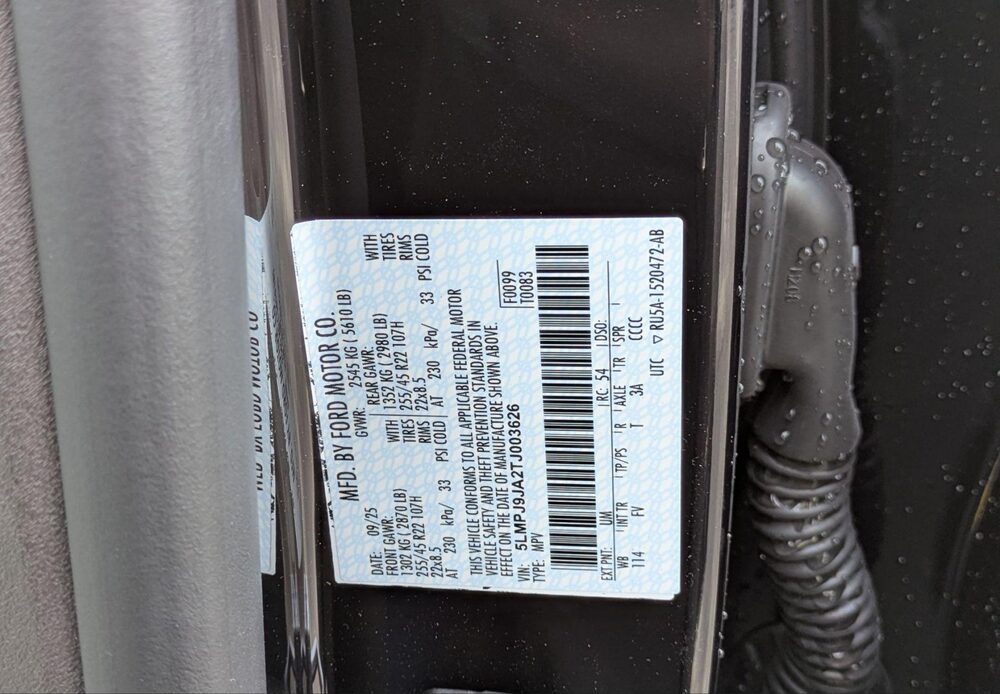 MFD. BY FORD MOTOR CO.
DATE: 09/25 GVWR: 2545 KG ( 5610 LB)
FRONT GAWR: REAR GAWR: WITH
1302 KG ( 2870 LB) WITH 1352 KG ( 2980 LB) TIRES
255/45 R22 107H TIRES 255/45 R22 107H RIMS
22x8.5 RIMS 22x8.5
AT 230 kPa/ 33 PSI COLD AT 230 kPa/ 33 PSI COLD
THIS VEHICLE CONFORMS TO ALL APPLICABLE FEDERAL MOTOR
VEHICLE SAFETY AND THEFT PREVENTION STANDARDS IN
EFFECT ON THE DATE OF MANUFACTURE SHOWN ABOVE.
VIN: 5LMPJ9JA2TJ003626 F0099
TYPE: MPV T0083
EXT PNT: UM RC: 54 DSO:
WB INT TR TP/PS R AXLE TR SPR
114 FV T 3A CCCC
UTC ▽ RU5A-1520472-AB